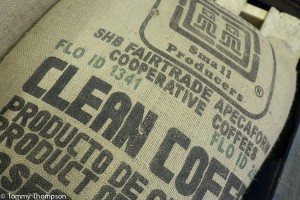 Small
Producers
®
SHB FAIRTRADE APECAFORM
COOPERATIVE COFFEES
FLO ID 1341 FLO ID
CLEAN COFF
PRODUCTO DE
PRODUCT O
© Tommy Thompson